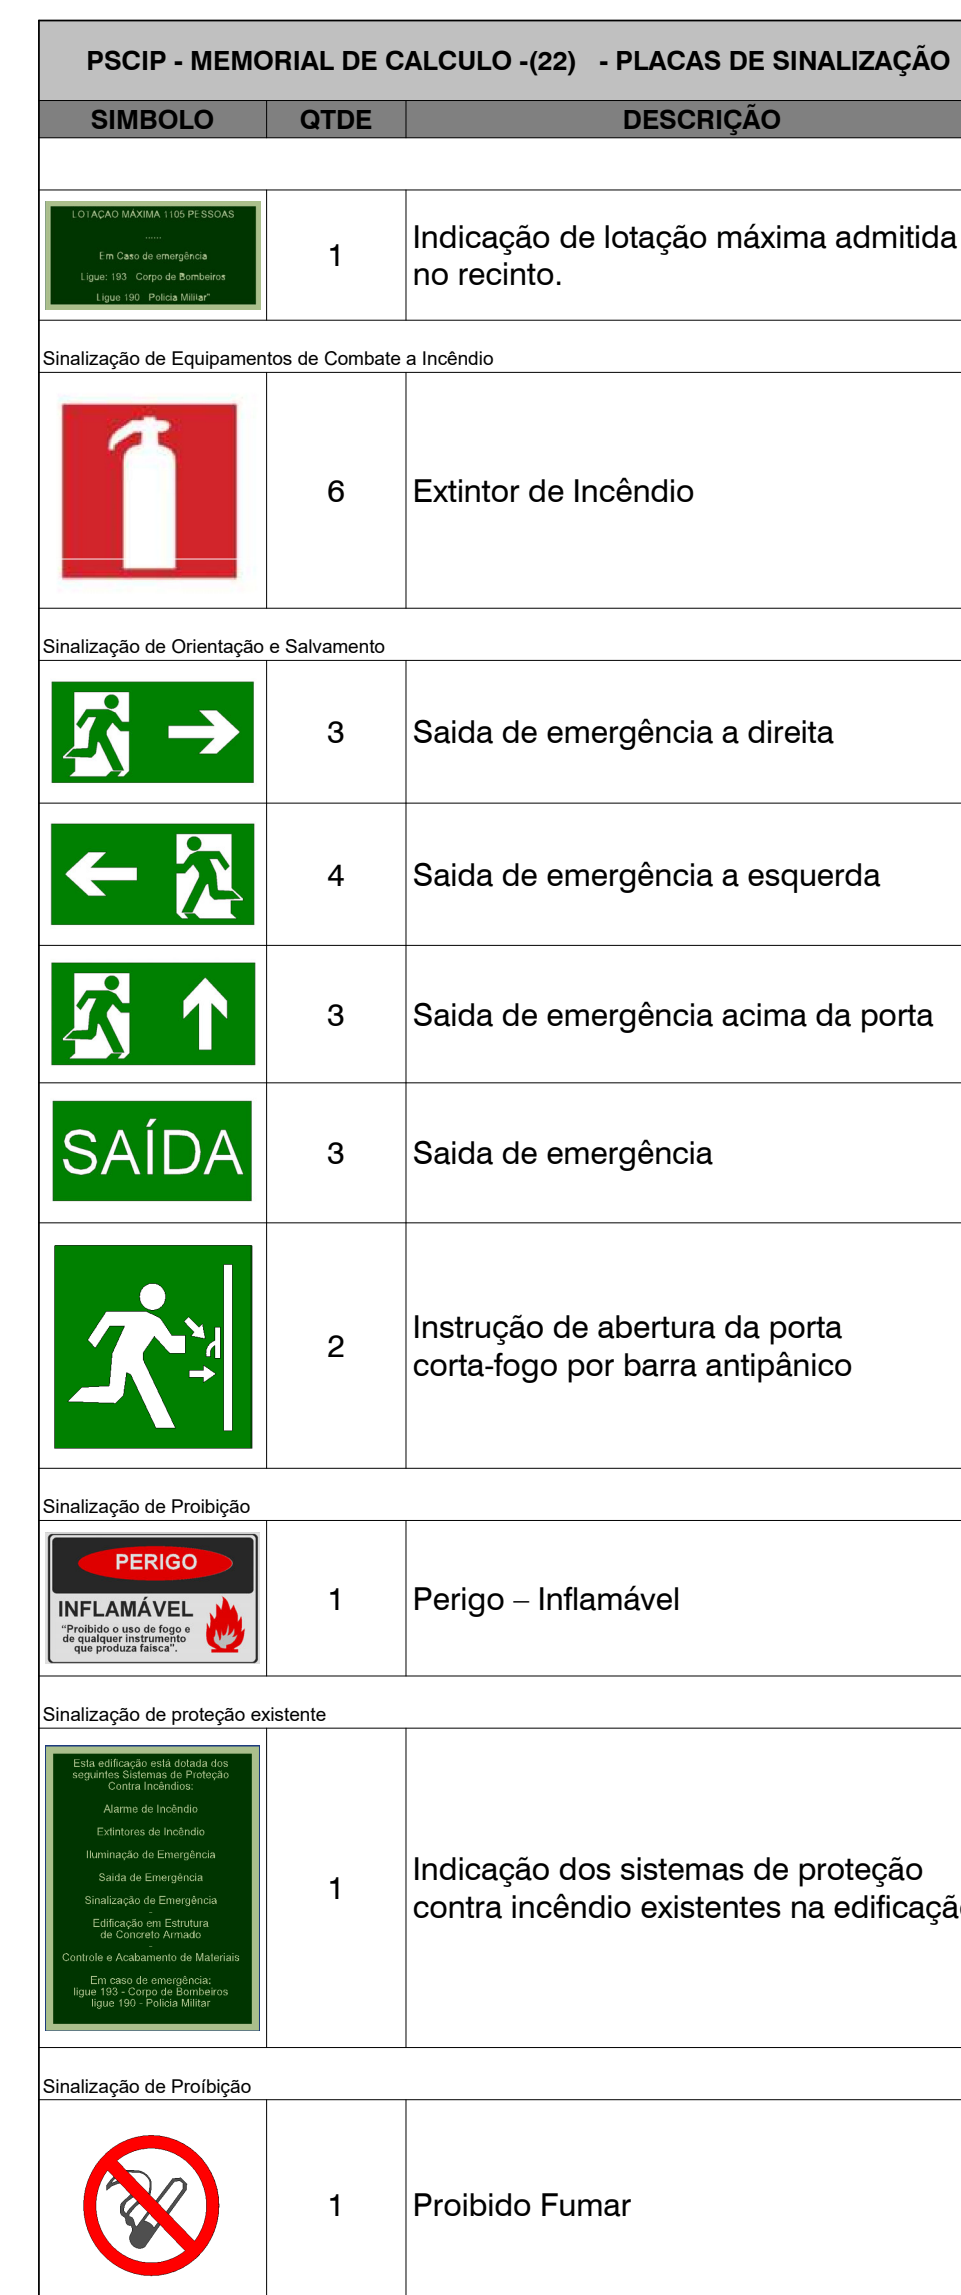 PSCIP - MEMORIAL DE CALCULO -(22) - PLACAS DE SINALIZAÇÃO
SIMBOLO QTDE DESCRIÇÃO
LOTAÇAO MÁXIMA 1105 PESSOAS
......
Em Caso de emergência
Ligue: 193 Corpo de Bombeiros
Ligue 190 Policia Militar"
1
Indicação de lotação máxima admitida
no recinto.
Sinalização de Equipamentos de Combate a Incêndio
6 Extintor de Incêndio
Sinalização de Orientação e Salvamento
3 Saida de emergência a direita
4 Saida de emergência a esquerda
3 Saida de emergência acima da porta
SAÍDA 3 Saida de emergência
2
Instrução de abertura da porta
corta-fogo por barra antipânico
Sinalização de Proibição
PERIGO
INFLAMÁVEL
"Proibido o uso de fogo e
de qualquer instrumento
que produza faísca".
1 Perigo – Inflamável
Sinalização de proteção existente
Esta edificação está dotada dos
seguintes Sistemas de Proteção
Contra Incêndios:
Alarme de Incêndio
Extintores de Incêndio
Iluminação de Emergência
Saida de Emergência
Sinalização de Emergência
-
Edificação em Estrutura
de Concreto Armado
-
Controle e Acabamento de Materiais
Em caso de emergência:
ligue 193 - Corpo de Bombeiros
ligue 190 - Policia Militar
1
Indicação dos sistemas de proteção
contra incêndio existentes na edificaçã
Sinalização de Proíbição
1 Proibido Fumar